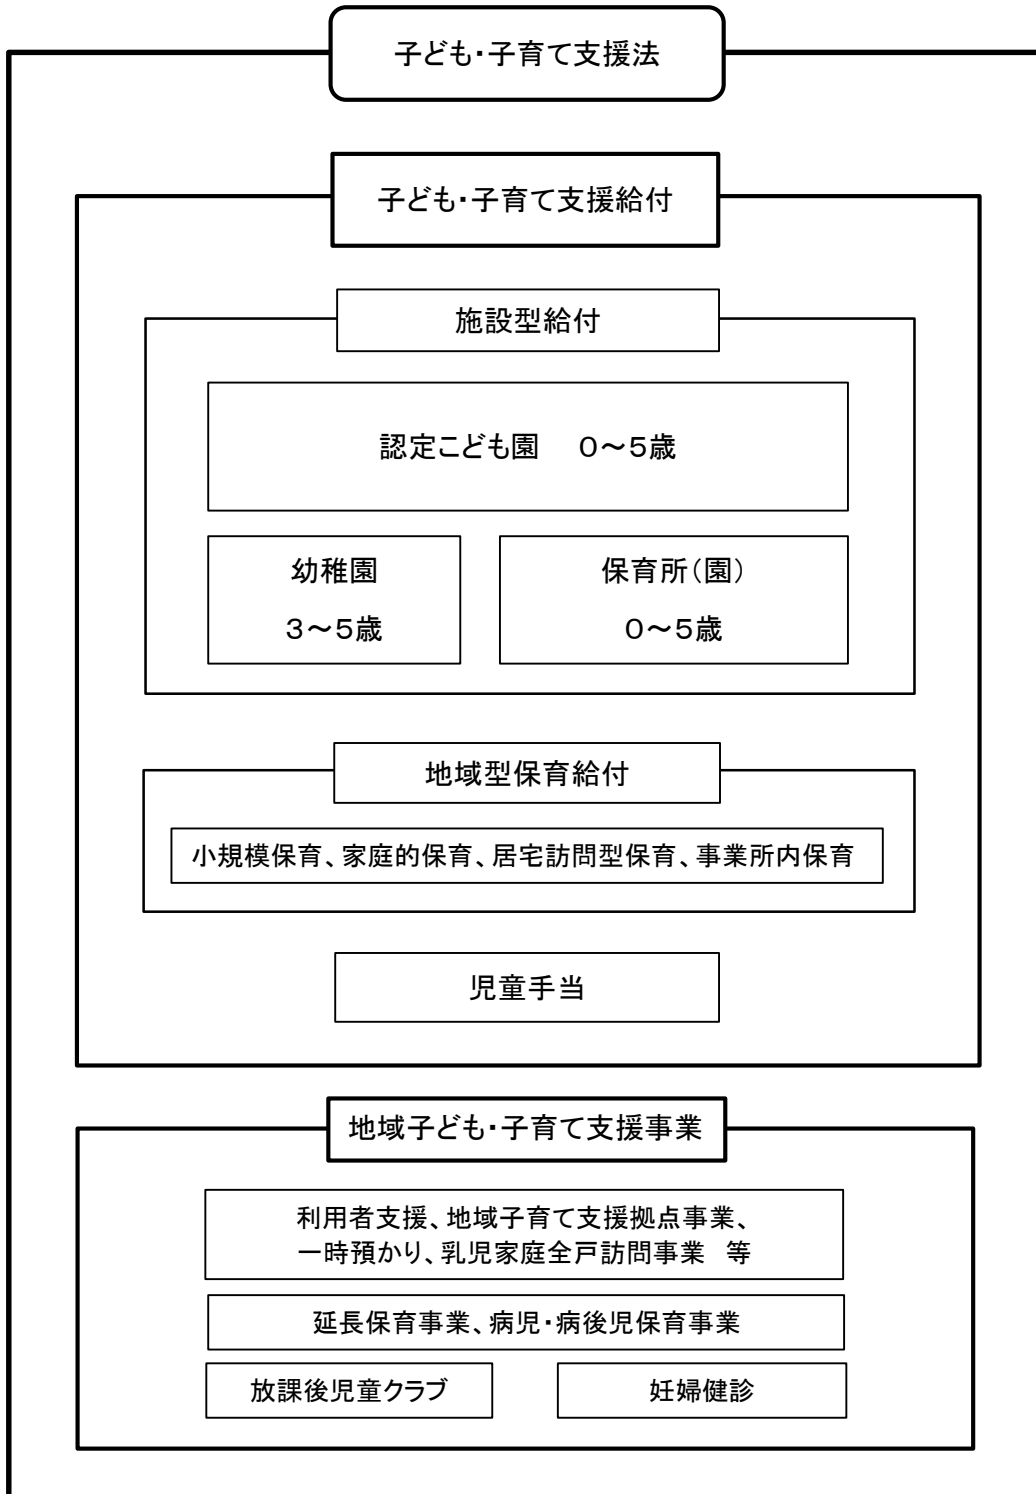 子ども・子育て支援法
子ども・子育て支援給付
施設型給付
認定こども園　０～５歳
幼稚園
３～５歳
保育所（園）
０～５歳
地域型保育給付
小規模保育、家庭的保育、居宅訪問型保育、事業所内保育
児童手当
地域子ども・子育て支援事業
利用者支援、地域子育て支援拠点事業、
一時預かり、乳児家庭全戸訪問事業　等
延長保育事業、病児・病後児保育事業
放課後児童クラブ
妊婦健診